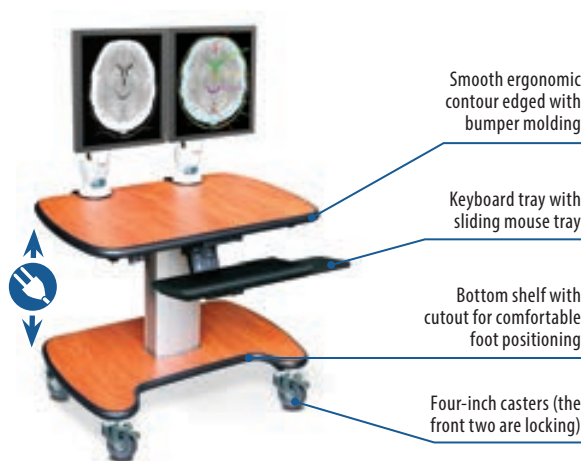 Smooth ergonomic
contour edged with
bumper molding
Keyboard tray with
sliding mouse tray
Bottom shelf with
cutout for comfortable
foot positioning
Four-inch casters (the
front two are locking)